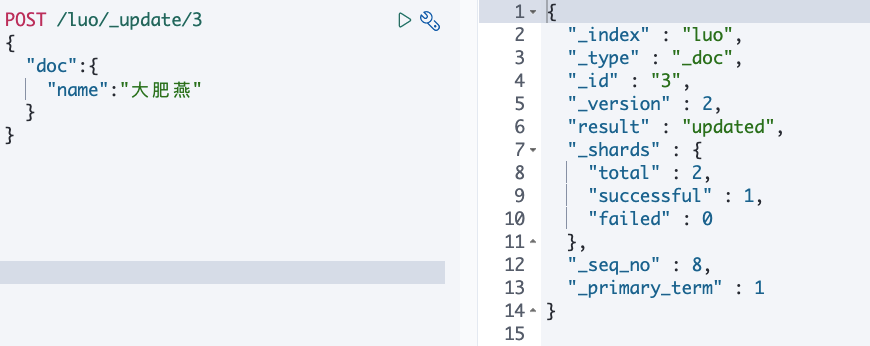 POST /luo/_update/3
{
  "doc":{
    "name":"大肥燕"
  }
}
1 {
2   "_index" : "luo",
3   "_type" : "_doc",
4   "_id" : "3",
5   "_version" : 2,
6   "result" : "updated",
7   "_shards" : {
8     "total" : 2,
9     "successful" : 1,
10     "failed" : 0
11   },
12   "_seq_no" : 8,
13   "_primary_term" : 1
14 }
15